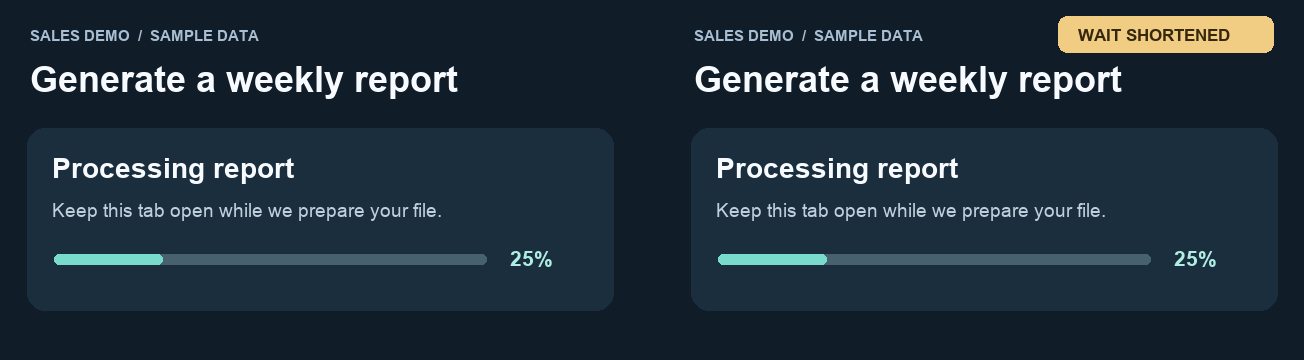 SALES DEMO / SAMPLE DATA
Generate a weekly report
Processing report
Keep this tab open while we prepare your file.
25%
SALES DEMO / SAMPLE DATA
WAIT SHORTENED
Generate a weekly report
Processing report
Keep this tab open while we prepare your file.
25%